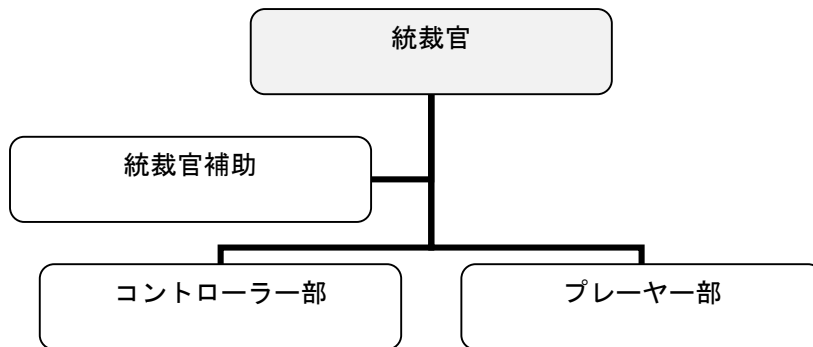 統裁官
統裁官補助
コントローラー部
プレーヤー部